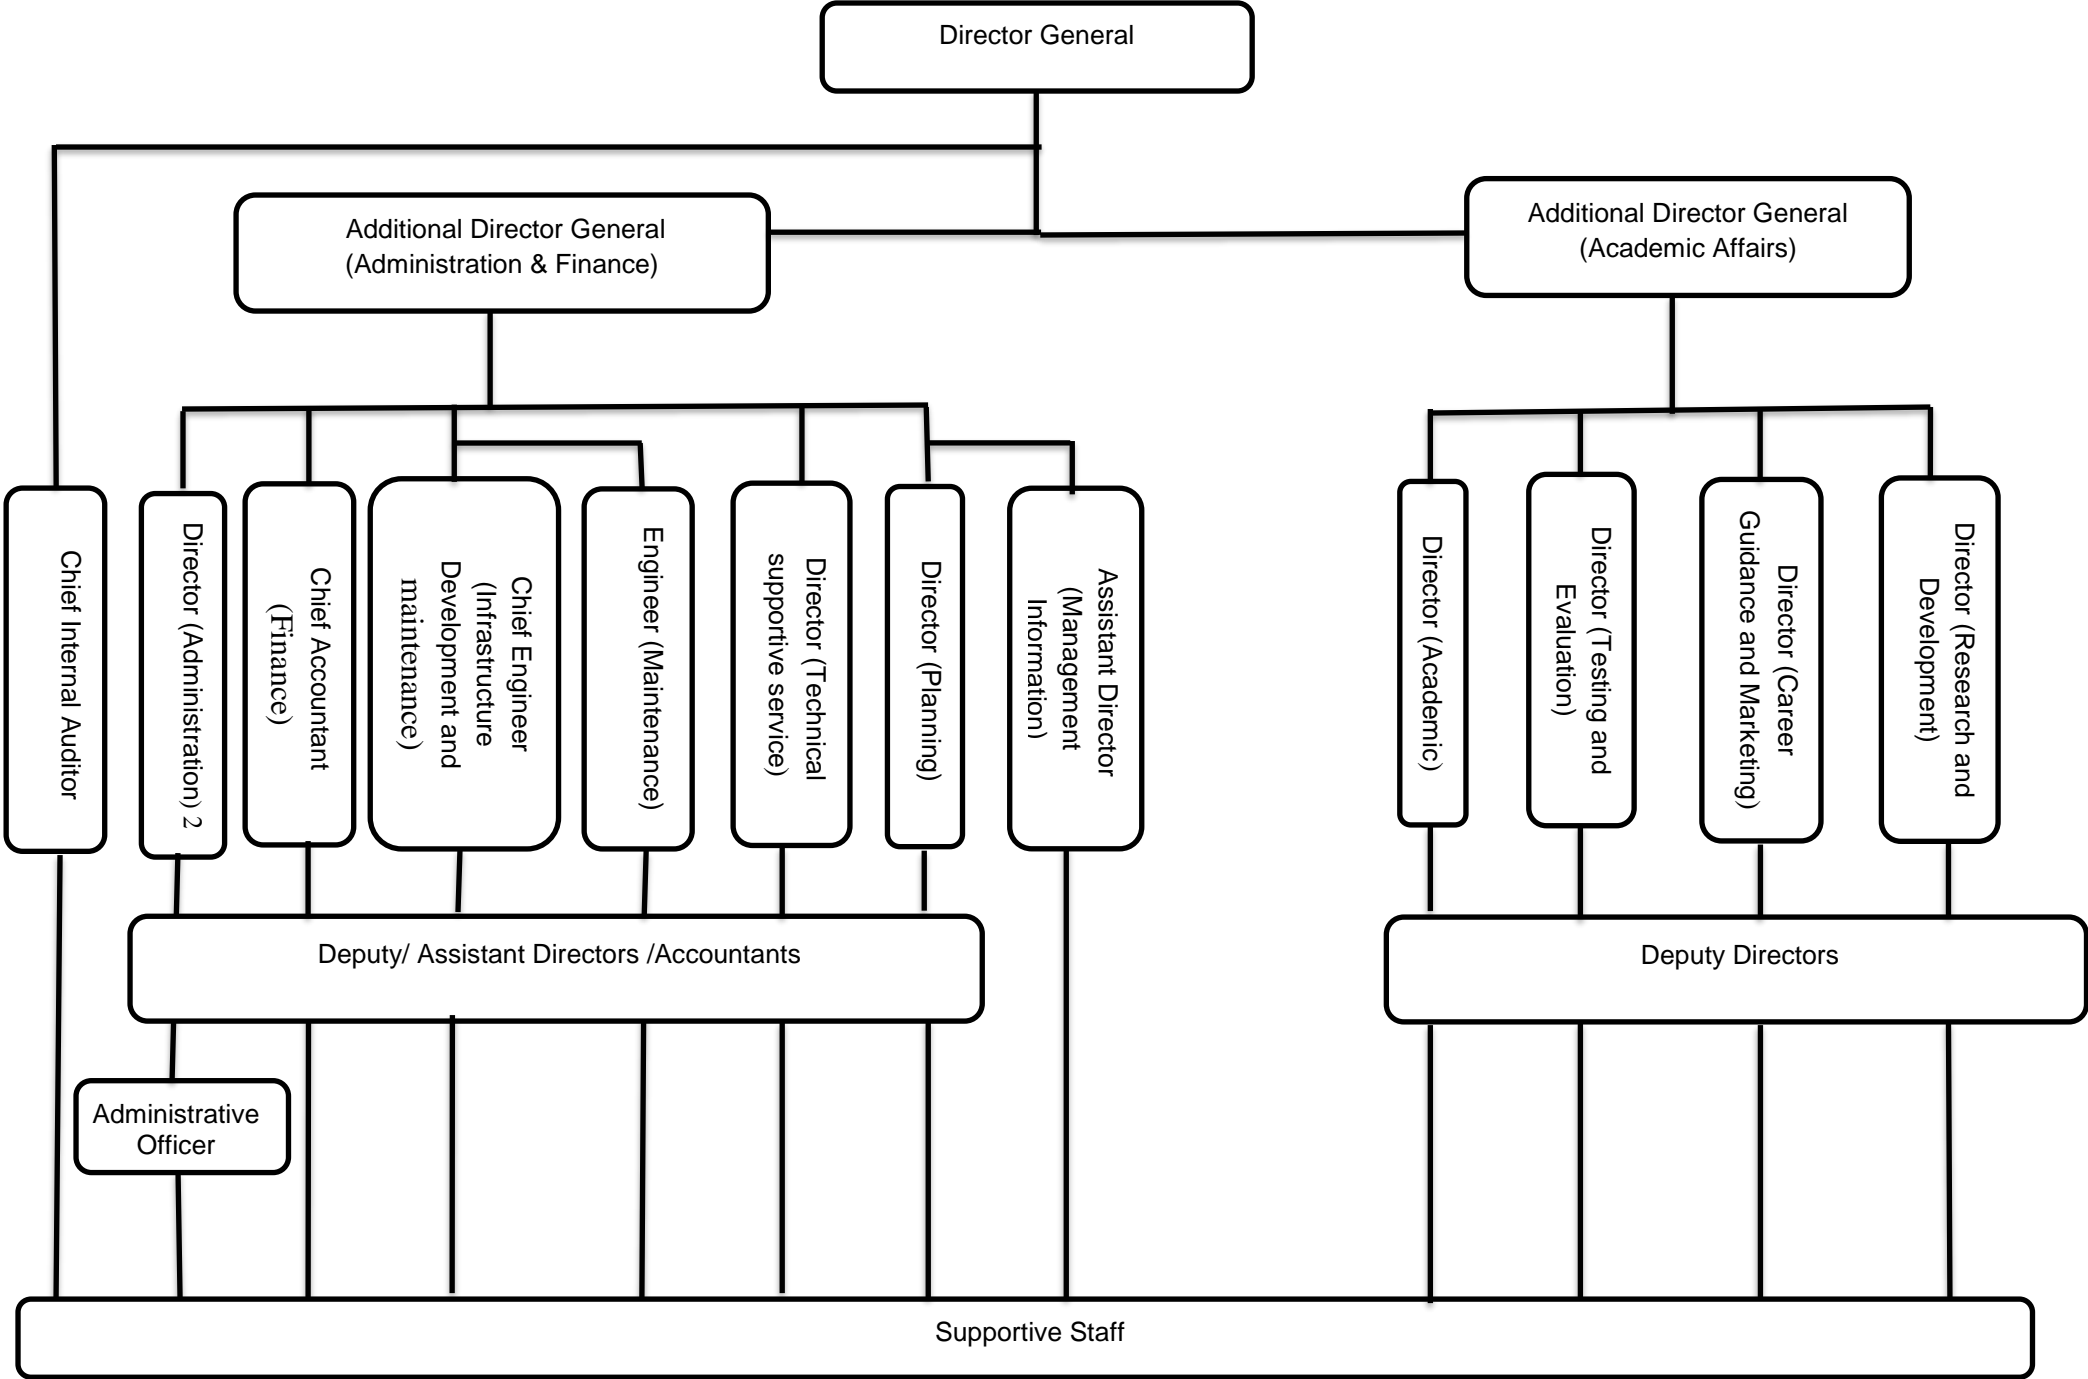 Director General
Additional Director General
(Administration & Finance)
Additional Director General
(Academic Affairs)
Chief Internal Auditor
Director (Administration) 2
Chief Accountant
(Finance)
Chief Engineer
(Infrastructure
Development and
maintenance)
Engineer (Maintenance)
Director (Technical
supportive service)
Director (Planning)
Assistant Director
(Management
Information)
Director (Academic)
Director (Testing and
Evaluation)
Director (Career
Guidance and Marketing)
Director (Research and
Development)
Deputy/ Assistant Directors /Accountants
Deputy Directors
Administrative
Officer
Supportive Staff